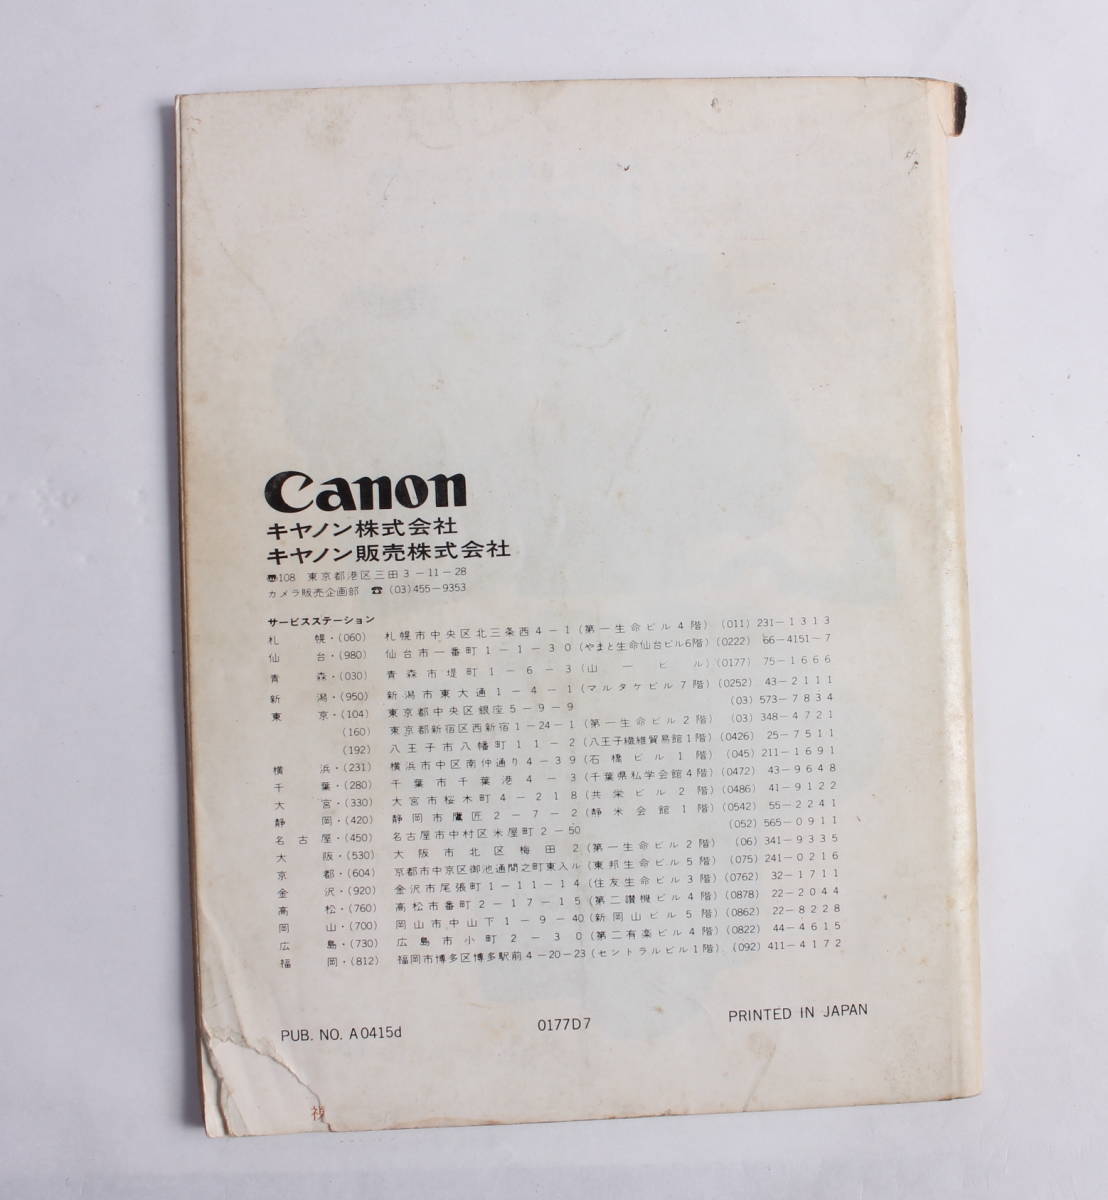 Canon
キヤノン株式会社
キヤノン販売株式会社
108 東京都港区三田3-11-28
カメラ販売企画部 ☎ (03)455-9353
サービスステーション
札幌・(060) 札幌市中央区北三条西4-1(第一生命ビル4階) (011) 231-1313
仙台・(980) 仙台市一番町1-1-30(やまと生命仙台ビル6階) (0222) 66-4151-7
青森・(030) 青森市堤町1-6-3(山一ビル) (0177) 75-1666
新潟・(950) 新潟市東大通1-4-1(マルタケビル7階) (0252) 43-2111
東京・(104) 東京都中央区銀座5-9-9 (03) 573-7834
(160) 東京都新宿区西新宿1-24-1(第一生命ビル2階) (03) 348-4721
(192) 八王子市八幡町11-2(八王子繊維貿易館1階) (0426) 25-7511
横浜・(231) 横浜市中区南仲通り4-39(石橋ビル1階) (045) 211-1691
千葉・(280) 千葉市千葉港4-3(千葉県私学会館4階) (0472) 43-9648
大宮・(330) 大宮市桜木町4-218(共栄ビル2階) (0486) 41-9122
静岡・(420) 静岡市鷹匠2-7-2(静米会館1階) (0542) 55-2241
名古屋・(450) 名古屋市中村区米屋町2-50 (052) 565-0911
大阪・(530) 大阪市北区梅田2(第一生命ビル2階) (06) 341-9335
京都・(604) 京都市中京区御池通間之町東入ル(東邦生命ビル5階) (075) 241-0216
金沢・(920) 金沢市尾張町1-11-14(住友生命ビル3階) (0762) 32-1711
高松・(760) 高松市番町2-17-15(第二讃機ビル4階) (0878) 22-2044
岡山・(700) 岡山市中山下1-9-40(新岡山ビル5階) (0862) 22-8228
広島・(730) 広島市小町2-30(第二有楽ビル4階) (0822) 44-4615
福岡・(812) 福岡市博多区博多駅前4-20-23(セントラルビル1階) (092) 411-4172
PUB. NO. A0415d 0177D7 PRINTED IN JAPAN